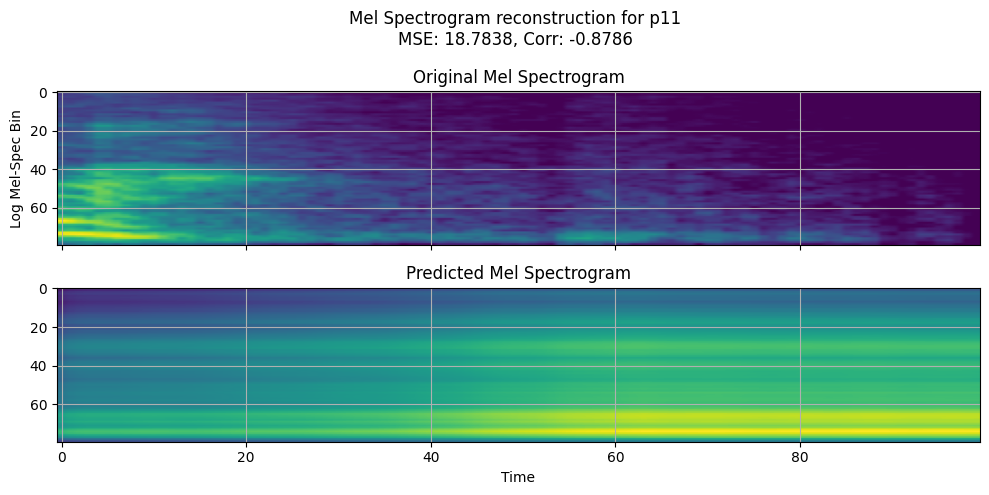 Mel Spectrogram reconstruction for p11
MSE: 18.7838, Corr: -0.8786
Original Mel Spectrogram
0
20
40
60
Log Mel-Spec Bin
Predicted Mel Spectrogram
0
20
40
60
0 20 40 60 80
Time